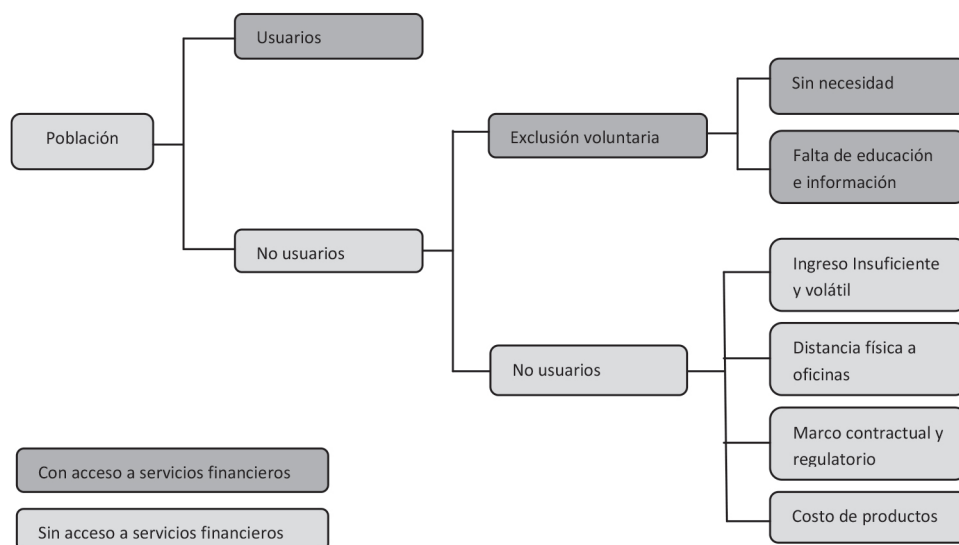 Usuarios
Población
No usuarios
Exclusión voluntaria
Sin necesidad
Falta de educación
e información
No usuarios
Ingreso Insuficiente
y volátil
Distancia física a
oficinas
Marco contractual y
regulatorio
Costo de productos
Con acceso a servicios financieros
Sin acceso a servicios financieros